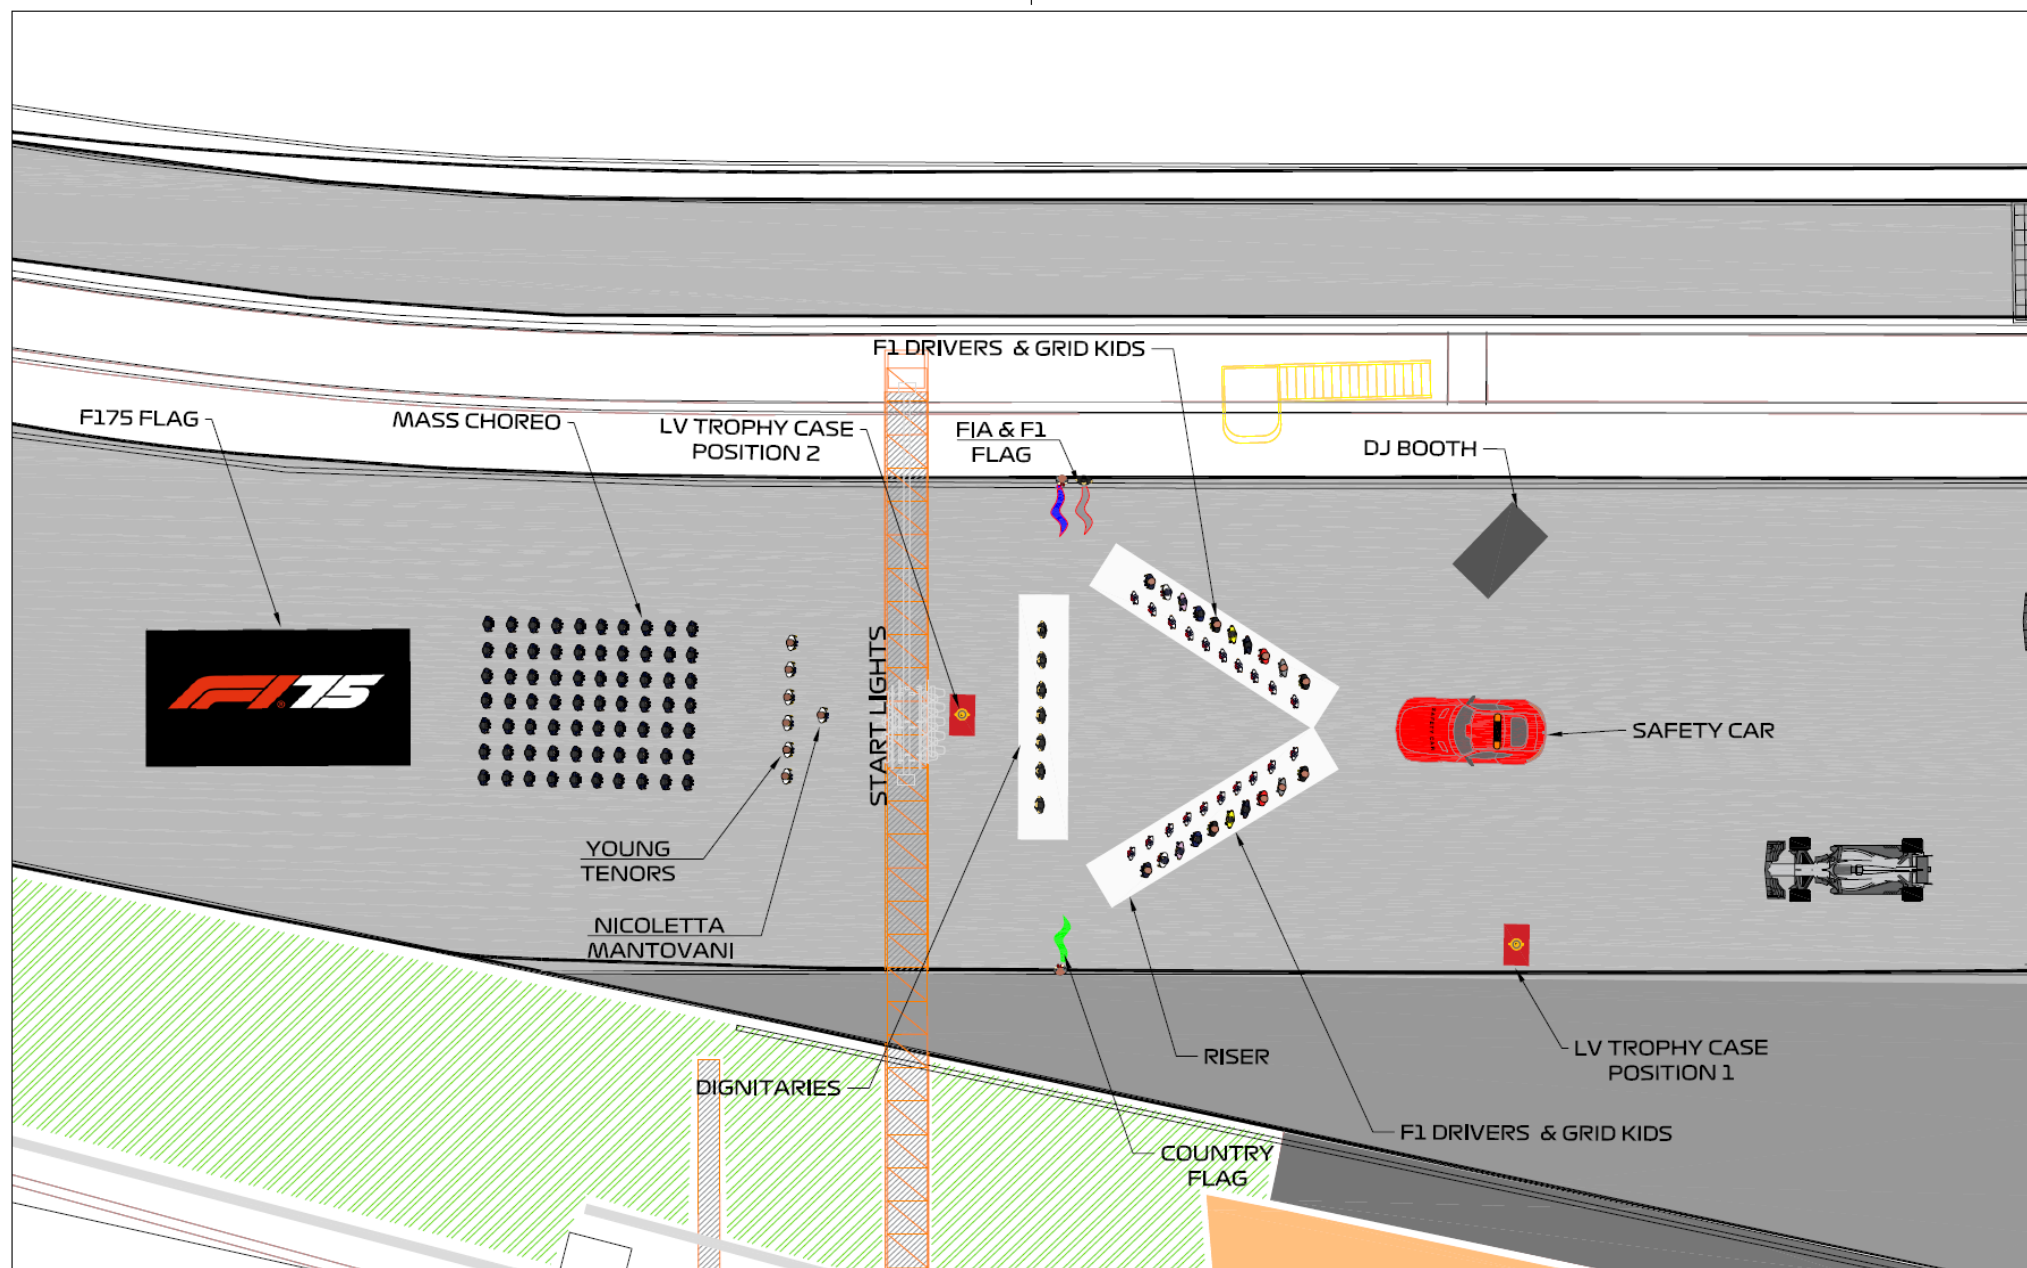 F1 DRIVERS & GRID KIDS
F175 FLAG
MASS CHOREO
LV TROPHY CASE
POSITION 2
FIA & F1
FLAG
DJ BOOTH
F1 75
START LIGHTS
SAFETY CAR
YOUNG
TENORS
NICOLETTA
MANTOVANI
DIGNITARIES
RISER
LV TROPHY CASE
POSITION 1
F1 DRIVERS & GRID KIDS
COUNTRY
FLAG